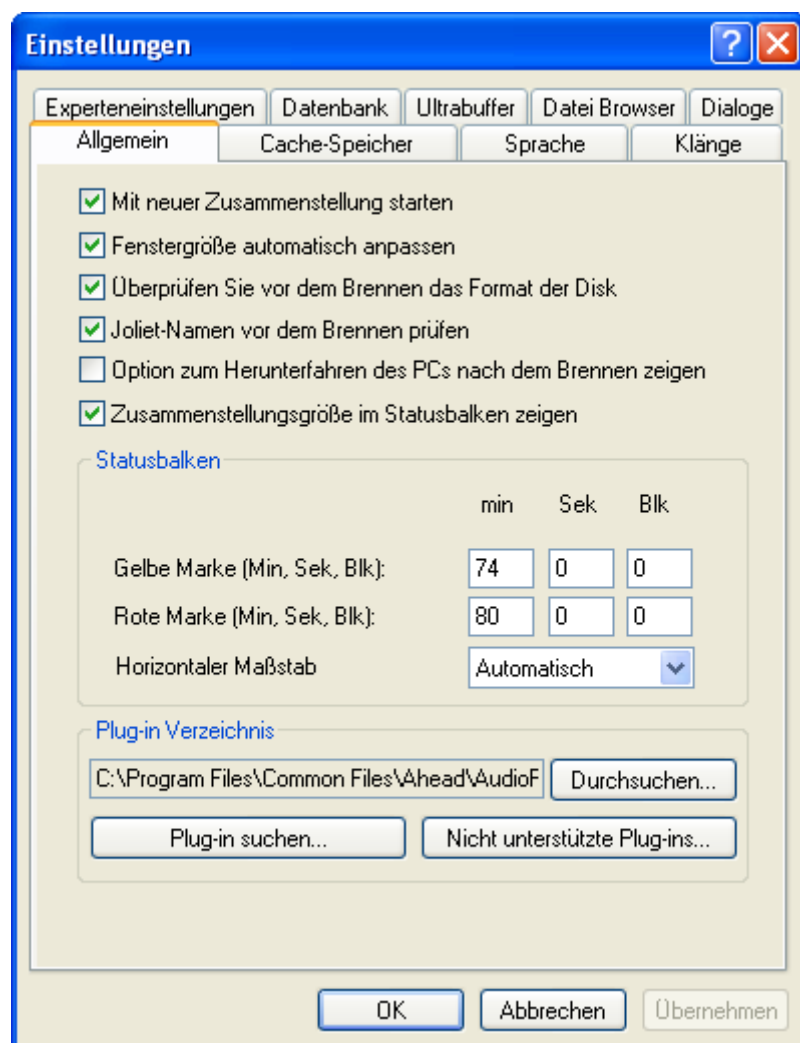 Einstellungen
Experteneinstellungen Datenbank Ultrabuffer Datei Browser Dialoge
Allgemein Cache-Speicher Sprache Klänge
Mit neuer Zusammenstellung starten
Fenstergröße automatisch anpassen
Überprüfen Sie vor dem Brennen das Format der Disk
Joliet-Namen vor dem Brennen prüfen
Option zum Herunterfahren des PCs nach dem Brennen zeigen
Zusammenstellungsgröße im Statusbalken zeigen
Statusbalken
min Sek Blk
Gelbe Marke (Min, Sek, Blk): 74 0 0
Rote Marke (Min, Sek, Blk): 80 0 0
Horizontaler Maßstab Automatisch
Plug-in Verzeichnis
C:\Program Files\Common Files\Ahead\AudioF Durchsuchen...
Plug-in suchen... Nicht unterstützte Plug-ins...
OK Abbrechen Übernehmen